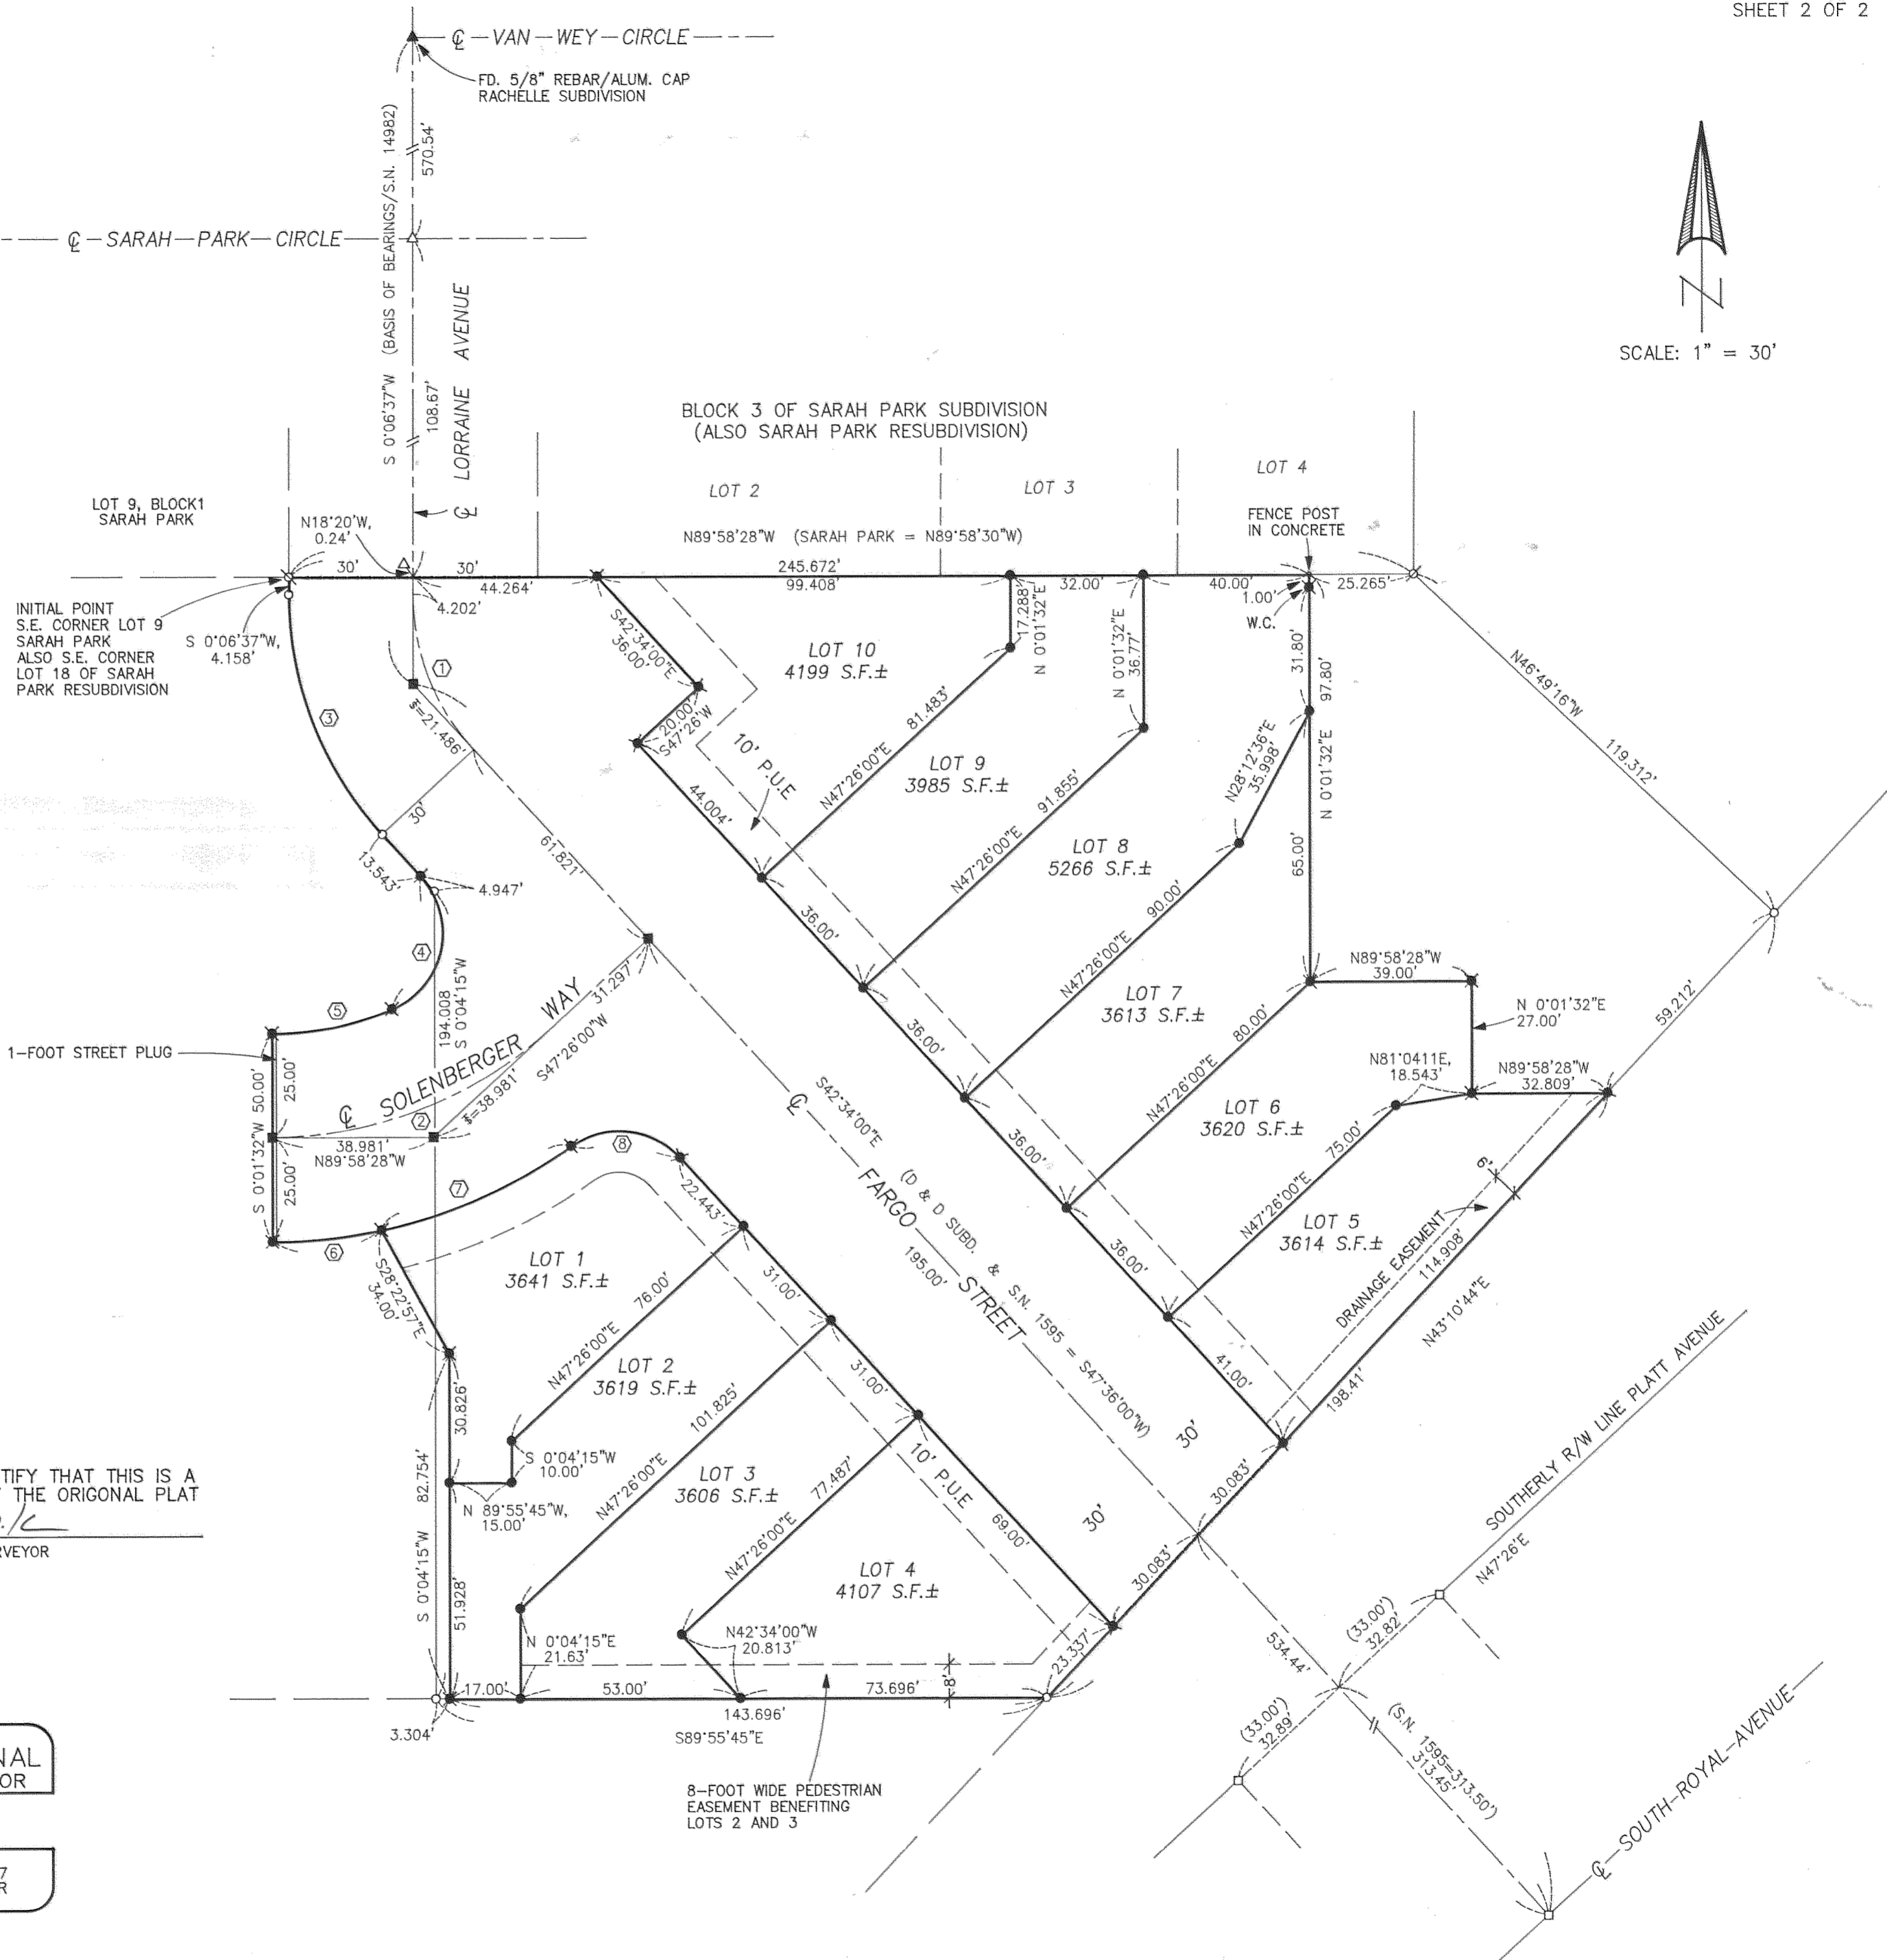 SHEET 2 OF 2
℄ VAN WEY CIRCLE
FD. 5/8" REBAR/ALUM. CAP
RACHELLE SUBDIVISION
S 0°06'37"W (BASIS OF BEARINGS/S.N. 14982)
570.54'
℄ SARAH PARK CIRCLE
108.67'
℄ LORRAINE AVENUE
N
SCALE: 1" = 30'
BLOCK 3 OF SARAH PARK SUBDIVISION
(ALSO SARAH PARK RESUBDIVISION)
LOT 2
LOT 3
LOT 4
LOT 9, BLOCK1
SARAH PARK
N18°20'W,
0.24'
FENCE POST
IN CONCRETE
N89°58'28"W (SARAH PARK = N89°58'30"W)
245.672'
30'
30'
44.264'
99.408'
32.00'
40.00'
25.265'
1.00'
W.C.
4.202'
INITIAL POINT
S.E. CORNER LOT 9
SARAH PARK
ALSO S.E. CORNER
LOT 18 OF SARAH
PARK RESUBDIVISION
S 0°06'37"W,
4.158'
S42°34'00"E
36.00'
20.00'
S47°26'W
LOT 10
4199 S.F.±
17.288'
N 0°01'32"E
N 0°01'32"E
36.77'
31.80'
97.80'
N 0°01'32"E
65.00'
N46°49'16"W
119.312'
1
3
$=21.486'
30'
13.543'
4.947'
61.821'
44.004'
10' P.U.E
81.483'
N47°26'00"E
LOT 9
3985 S.F.±
91.855'
N47°26'00"E
N28°12'36"E
35.998'
LOT 8
5266 S.F.±
90.00'
N47°26'00"E
36.00'
4
5
194.008
S 0°04'15"W
31.297'
S47°26'00"W
$=38.981'
℄ SOLENBERGER WAY
1-FOOT STREET PLUG
S 0°01'32"W 50.00'
25.00'
25.00'
2
38.981'
N89°58'28"W
36.00'
LOT 7
3613 S.F.±
80.00'
N47°26'00"E
N89°58'28"W
39.00'
N 0°01'32"E
27.00'
N81°0411E,
18.543'
N89°58'28"W
32.809'
59.212'
36.00'
LOT 6
3620 S.F.±
75.00'
N47°26'00"E
6'
℄ FARGO STREET
S42°34'00"E (D & D SUBD. & S.N. 1595 = S47°36'00"W)
195.00'
36.00'
LOT 5
3614 S.F.±
DRAINAGE EASEMENT
114.908'
N43°10'44"E
198.41'
41.00'
8
7
6
22.443'
S28°22'57"E
34.00'
LOT 1
3641 S.F.±
76.00'
N47°26'00"E
31.00'
LOT 2
3619 S.F.±
101.825'
N47°26'00"E
31.00'
30.826'
82.754'
S 0°04'15"W
51.928'
S 0°04'15"W
10.00'
N 89°55'45"W,
15.00'
LOT 3
3606 S.F.±
77.487'
N47°26'00"E
10' P.U.E
69.00'
30'
30'
30.083'
30.083'
SOUTHERLY R/W LINE PLATT AVENUE
N47°26'E
LOT 4
4107 S.F.±
N42°34'00"W
20.813'
N 0°04'15"E
21.63'
23.337'
17.00'
53.00'
73.696'
8'
143.696'
S89°55'45"E
3.304'
534.44'
(33.00')
32.82'
(33.00')
32.89'
(S.N. 1595=313.50')
313.45'
℄ SOUTH ROYAL AVENUE
8-FOOT WIDE PEDESTRIAN
EASEMENT BENEFITING
LOTS 2 AND 3
TIFY THAT THIS IS A
THE ORIGONAL PLAT
RVEYOR
NAL
OR
7
R